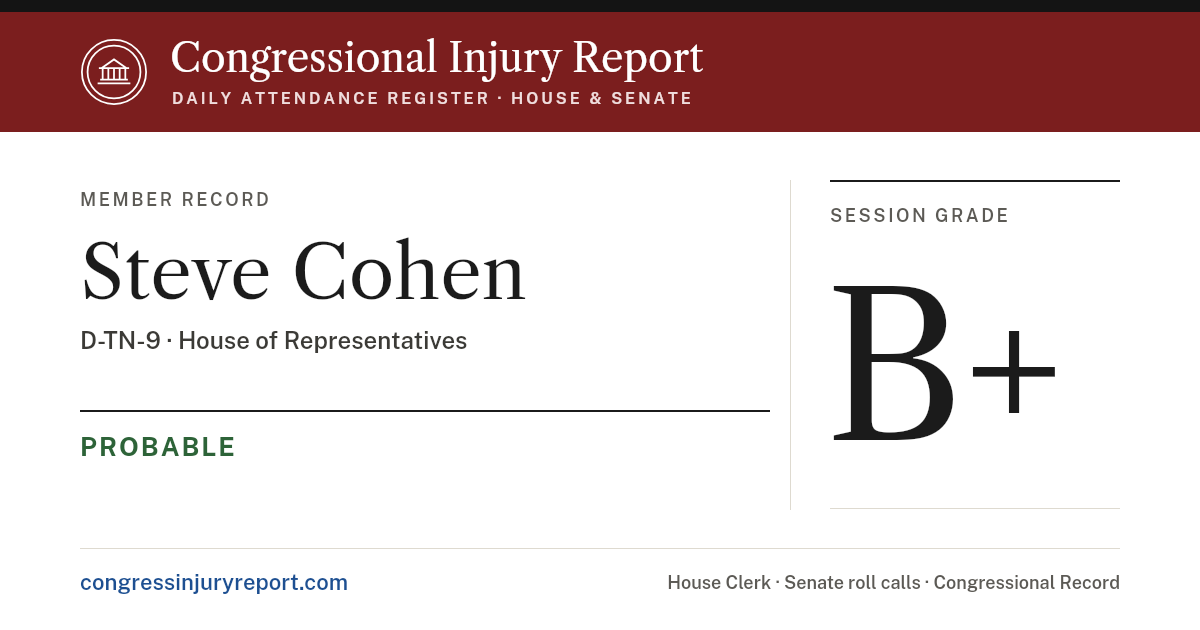 Congressional Injury Report
DAILY ATTENDANCE REGISTER · HOUSE & SENATE
MEMBER RECORD
Steve Cohen
D-TN-9 · House of Representatives
PROBABLE
SESSION GRADE
B+
congressinjuryreport.com
House Clerk · Senate roll calls · Congressional Record